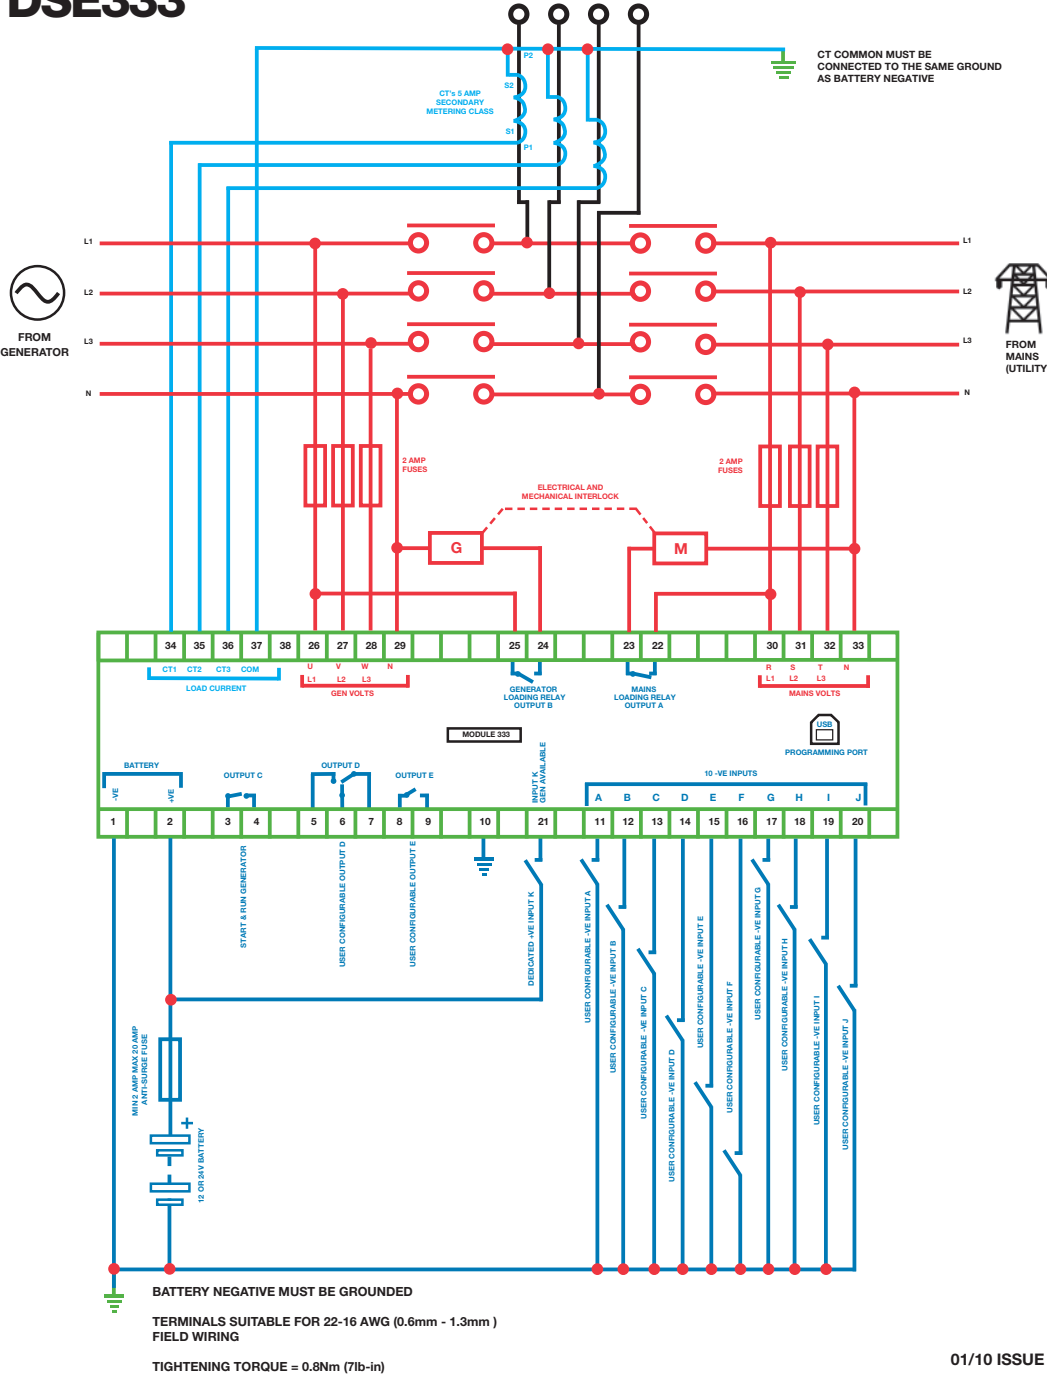 DSE333
CT COMMON MUST BE
CONNECTED TO THE SAME GROUND
AS BATTERY NEGATIVE
P2
CT's 5 AMP
SECONDARY
METERING CLASS
S2
S1
P1
L1
L1
L2
L2
L3
L3
N
N
FROM
GENERATOR
FROM
MAINS
(UTILITY
2 AMP
FUSES
2 AMP
FUSES
ELECTRICAL AND
MECHANICAL INTERLOCK
G
M
34 35 36 37 38 26 27 28 29 25 24 23 22 30 31 32 33
CT1 CT2 CT3 COM
LOAD CURRENT
U V W N
L1 L2 L3
GEN VOLTS
GENERATOR
LOADING RELAY
OUTPUT B
MAINS
LOADING RELAY
OUTPUT A
R S T N
L1 L2 L3
MAINS VOLTS
MODULE 333
USB
PROGRAMMING PORT
BATTERY
-VE
+VE
OUTPUT C
OUTPUT D
OUTPUT E
INPUT K
GEN AVAILABLE
10 -VE INPUTS
A B C D E F G H I J
1 2 3 4 5 6 7 8 9 10 21 11 12 13 14 15 16 17 18 19 20
START & RUN GENERATOR
USER CONFIGURABLE OUTPUT D
USER CONFIGURABLE OUTPUT E
DEDICATED +VE INPUT K
USER CONFIGURABLE -VE INPUT A
USER CONFIGURABLE -VE INPUT B
USER CONFIGURABLE -VE INPUT C
USER CONFIGURABLE -VE INPUT D
USER CONFIGURABLE -VE INPUT E
USER CONFIGURABLE -VE INPUT F
USER CONFIGURABLE -VE INPUT G
USER CONFIGURABLE -VE INPUT H
USER CONFIGURABLE -VE INPUT I
USER CONFIGURABLE -VE INPUT J
MIN 2 AMP MAX 20 AMP
ANTI-SURGE FUSE
+
12 OR 24V BATTERY
BATTERY NEGATIVE MUST BE GROUNDED
TERMINALS SUITABLE FOR 22-16 AWG (0.6mm - 1.3mm )
FIELD WIRING
TIGHTENING TORQUE = 0.8Nm (7lb-in)
01/10 ISSUE